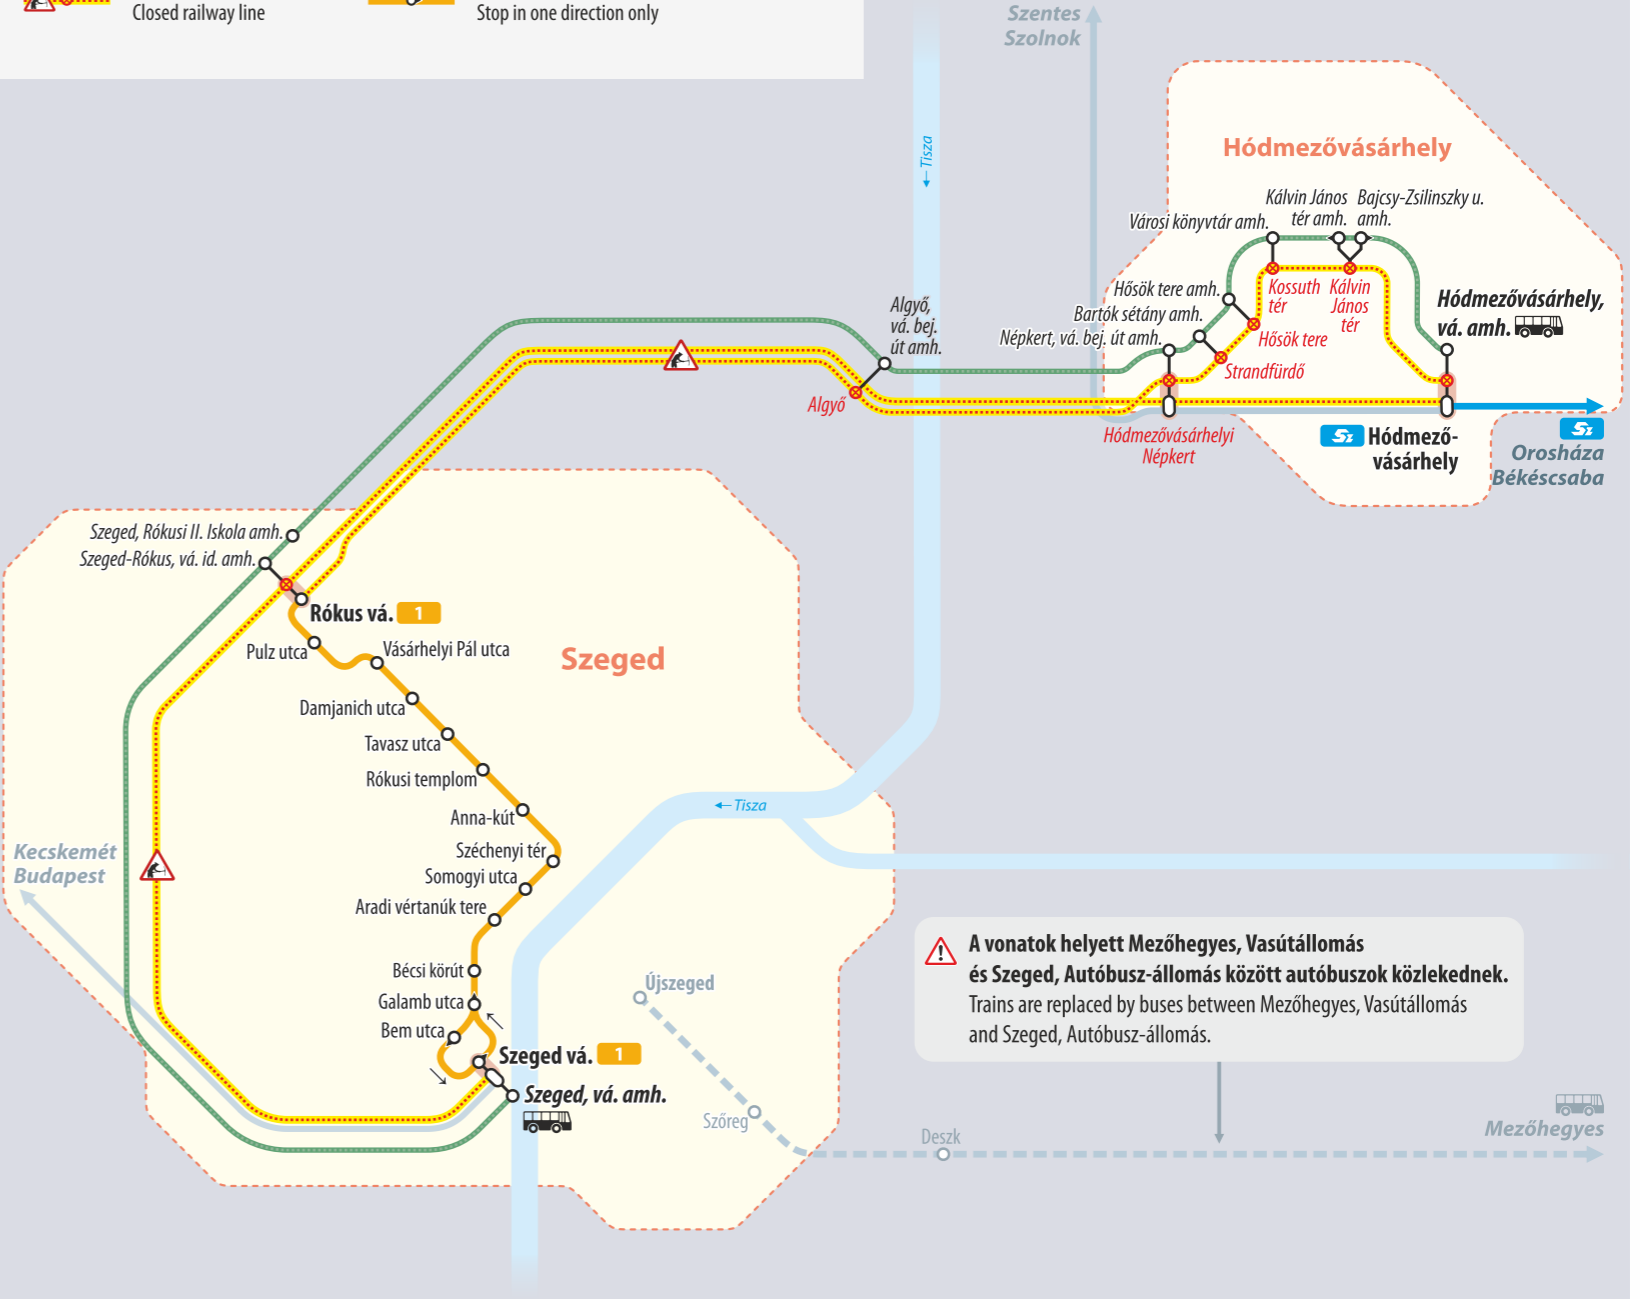 Closed railway line
Stop in one direction only
Szentes
Szolnok
← Tisza
Hódmezővásárhely
Kálvin János
tér amh.
Bajcsy-Zsilinszky u.
amh.
Városi könyvtár amh.
Hősök tere amh.
Bartók sétány amh.
Népkert, vá. bej. út amh.
Kossuth
tér
Kálvin
János
tér
Hősök tere
Strandfürdő
Hódmezővásárhely,
vá. amh.
Algyő,
vá. bej.
út amh.
Algyő
Hódmezővásárhelyi
Népkert
Sz Hódmező-
vásárhely
Sz
Orosháza
Békéscsaba
Szeged, Rókusi II. Iskola amh.
Szeged-Rókus, vá. id. amh.
Rókus vá. 1
Pulz utca
Vásárhelyi Pál utca
Szeged
Damjanich utca
Tavasz utca
Rókusi templom
Anna-kút
← Tisza
Széchenyi tér
Somogyi utca
Aradi vértanúk tere
Kecskemét
Budapest
Bécsi körút
Galamb utca
Bem utca
Szeged vá. 1
Szeged, vá. amh.
Újszeged
Szőreg
Deszk
A vonatok helyett Mezőhegyes, Vasútállomás
és Szeged, Autóbusz-állomás között autóbuszok közlekednek.
Trains are replaced by buses between Mezőhegyes, Vasútállomás
and Szeged, Autóbusz-állomás.
Mezőhegyes